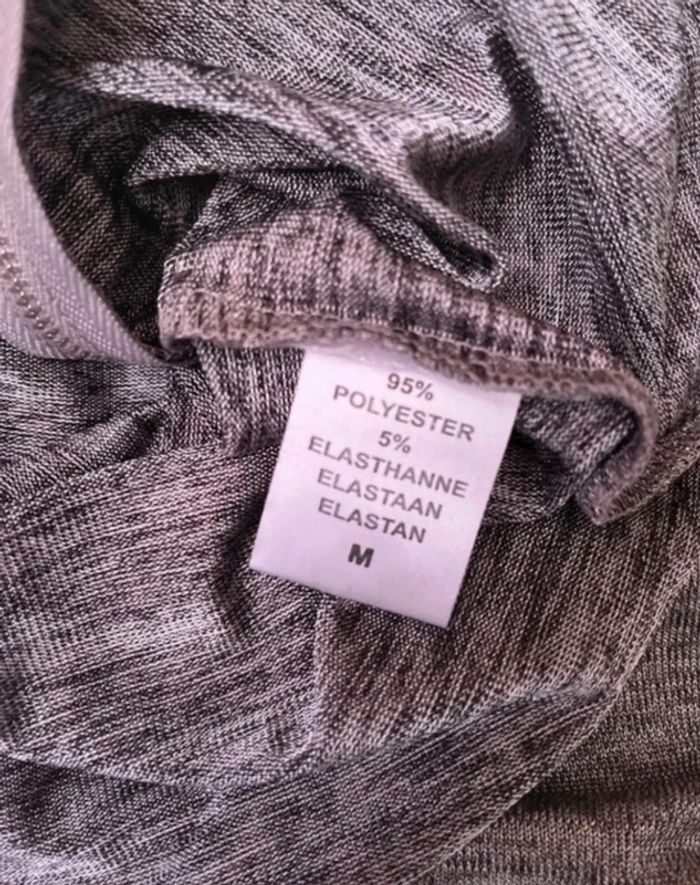 95%
POLYESTER
5%
ELASTHANNE
ELASTAAN
ELASTAN
M